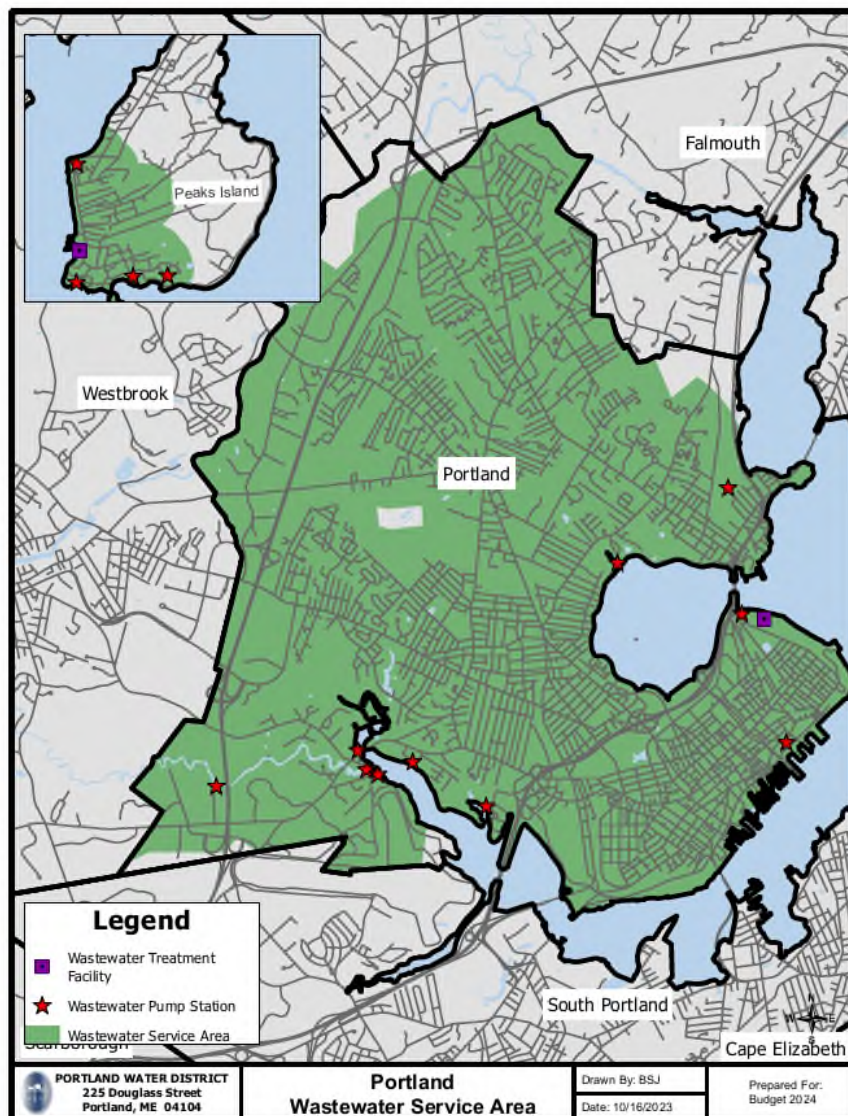 Peaks Island
Falmouth
Westbrook
Portland
Legend
Wastewater Treatment
Facility
Wastewater Pump Station
Wastewater Service Area
South Portland
N
W E
S
Cape Elizabeth
PORTLAND WATER DISTRICT
225 Douglass Street
Portland, ME 04104
Portland
Wastewater Service Area
Drawn By: BSJ
Date: 10/16/2023
Prepared For:
Budget 2024